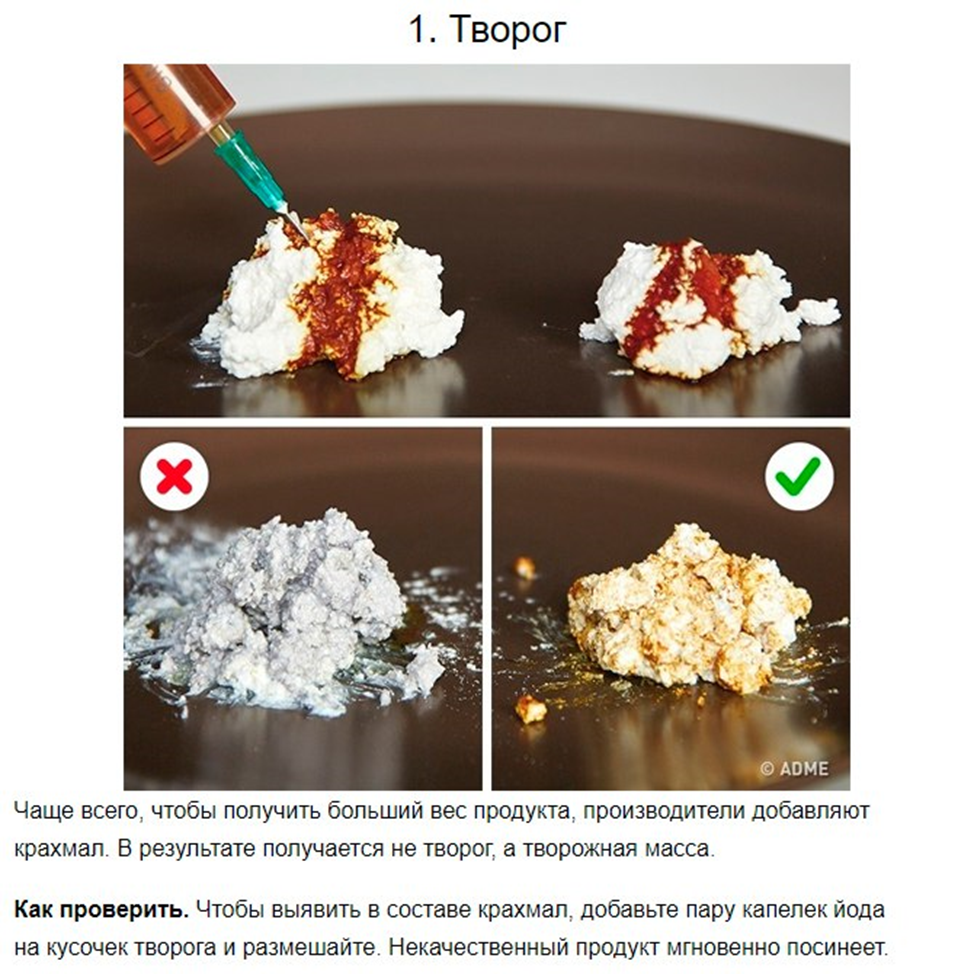 1. Творог
© ADME
Чаще всего, чтобы получить больший вес продукта, производители добавляют
крахмал. В результате получается не творог, а творожная масса.
Как проверить. Чтобы выявить в составе крахмал, добавьте пару капелек йода
на кусочек творога и размешайте. Некачественный продукт мгновенно посинеет.